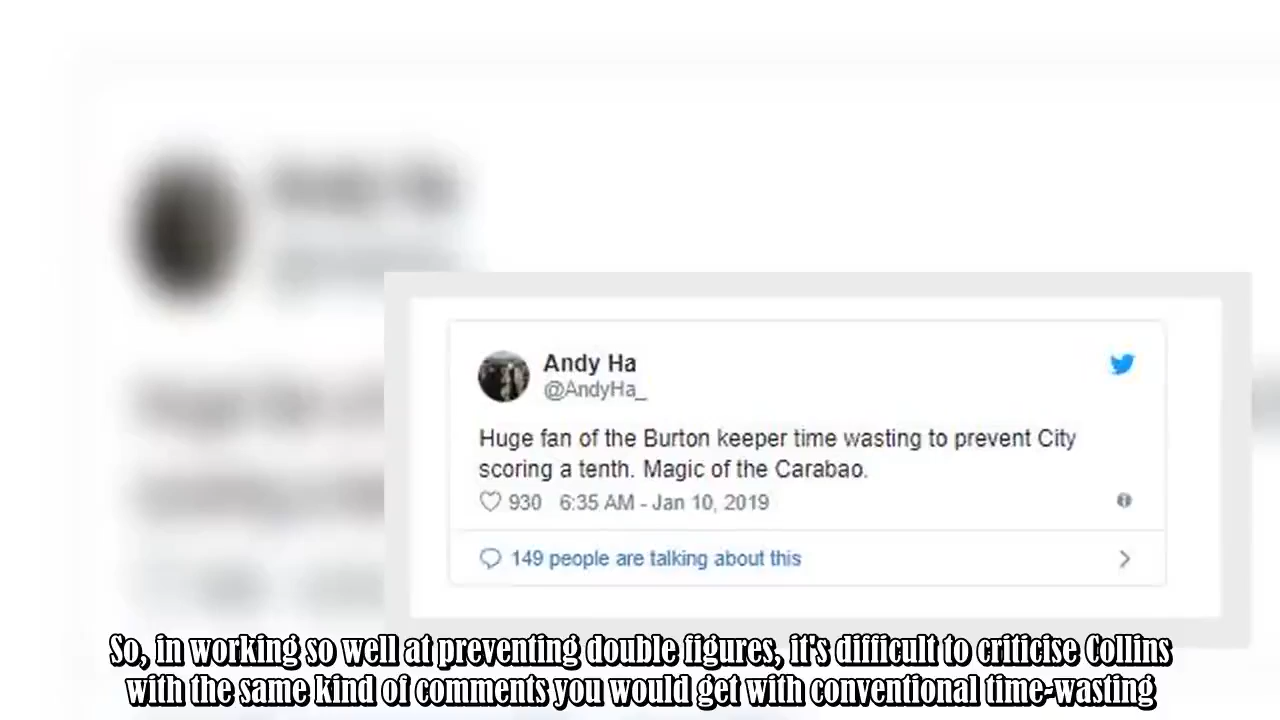 Andy Ha
@AndyHa_
Huge fan of the Burton keeper time wasting to prevent City
scoring a tenth. Magic of the Carabao.
930 6:35 AM - Jan 10, 2019
149 people are talking about this
So, in working so well at preventing double figures, it's difficult to criticise Collins
with the same kind of comments you would get with conventional time-wasting